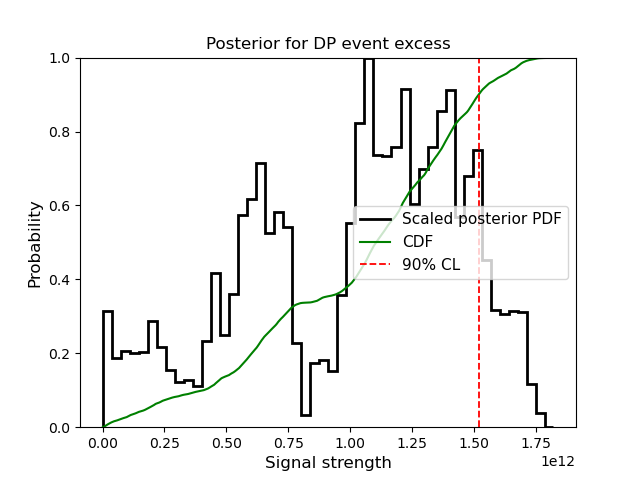 Posterior for DP event excess
1.0
0.8
0.6
0.4
0.2
0.0
Probability
Scaled posterior PDF
CDF
90% CL
0.00 0.25 0.50 0.75 1.00 1.25 1.50 1.75
1e12
Signal strength